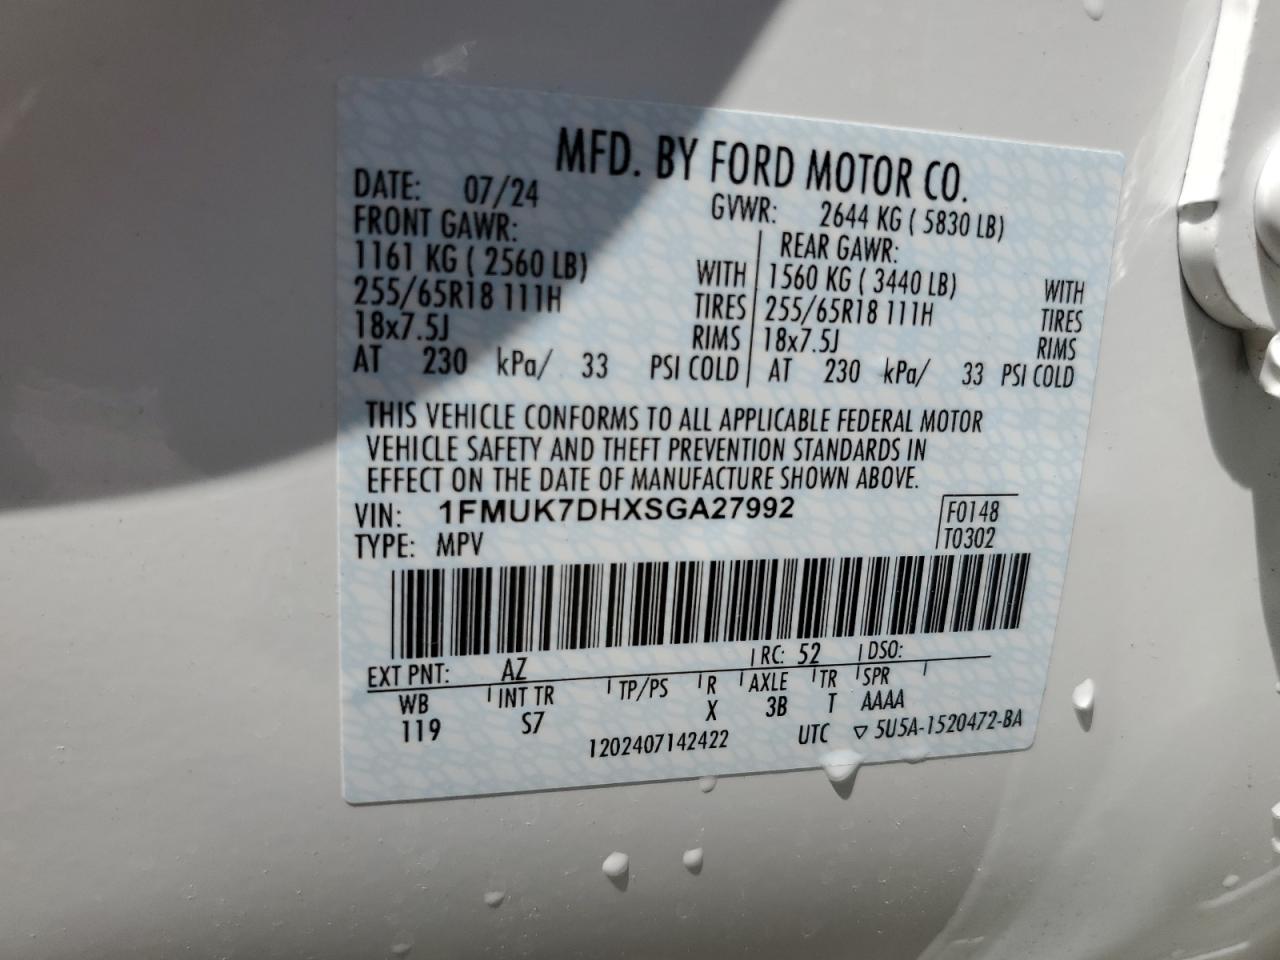 MFD. BY FORD MOTOR CO.
DATE: 07/24 GVWR: 2644 KG ( 5830 LB)
FRONT GAWR: REAR GAWR:
1161 KG ( 2560 LB) WITH 1560 KG ( 3440 LB) WITH
255/65R18 111H TIRES 255/65R18 111H TIRES
18x7.5J RIMS 18x7.5J RIMS
AT 230 kPa/ 33 PSI COLD AT 230 kPa/ 33 PSI COLD
THIS VEHICLE CONFORMS TO ALL APPLICABLE FEDERAL MOTOR
VEHICLE SAFETY AND THEFT PREVENTION STANDARDS IN
EFFECT ON THE DATE OF MANUFACTURE SHOWN ABOVE.
VIN: 1FMUK7DHXSGA27992 F0148
TYPE: MPV T0302
EXT PNT: AZ RC: 52 DSO:
WB INT TR TP/PS R AXLE TR SPR
119 S7 X 3B T AAAA
1202407142422 UTC ▽ 5U5A-1520472-BA